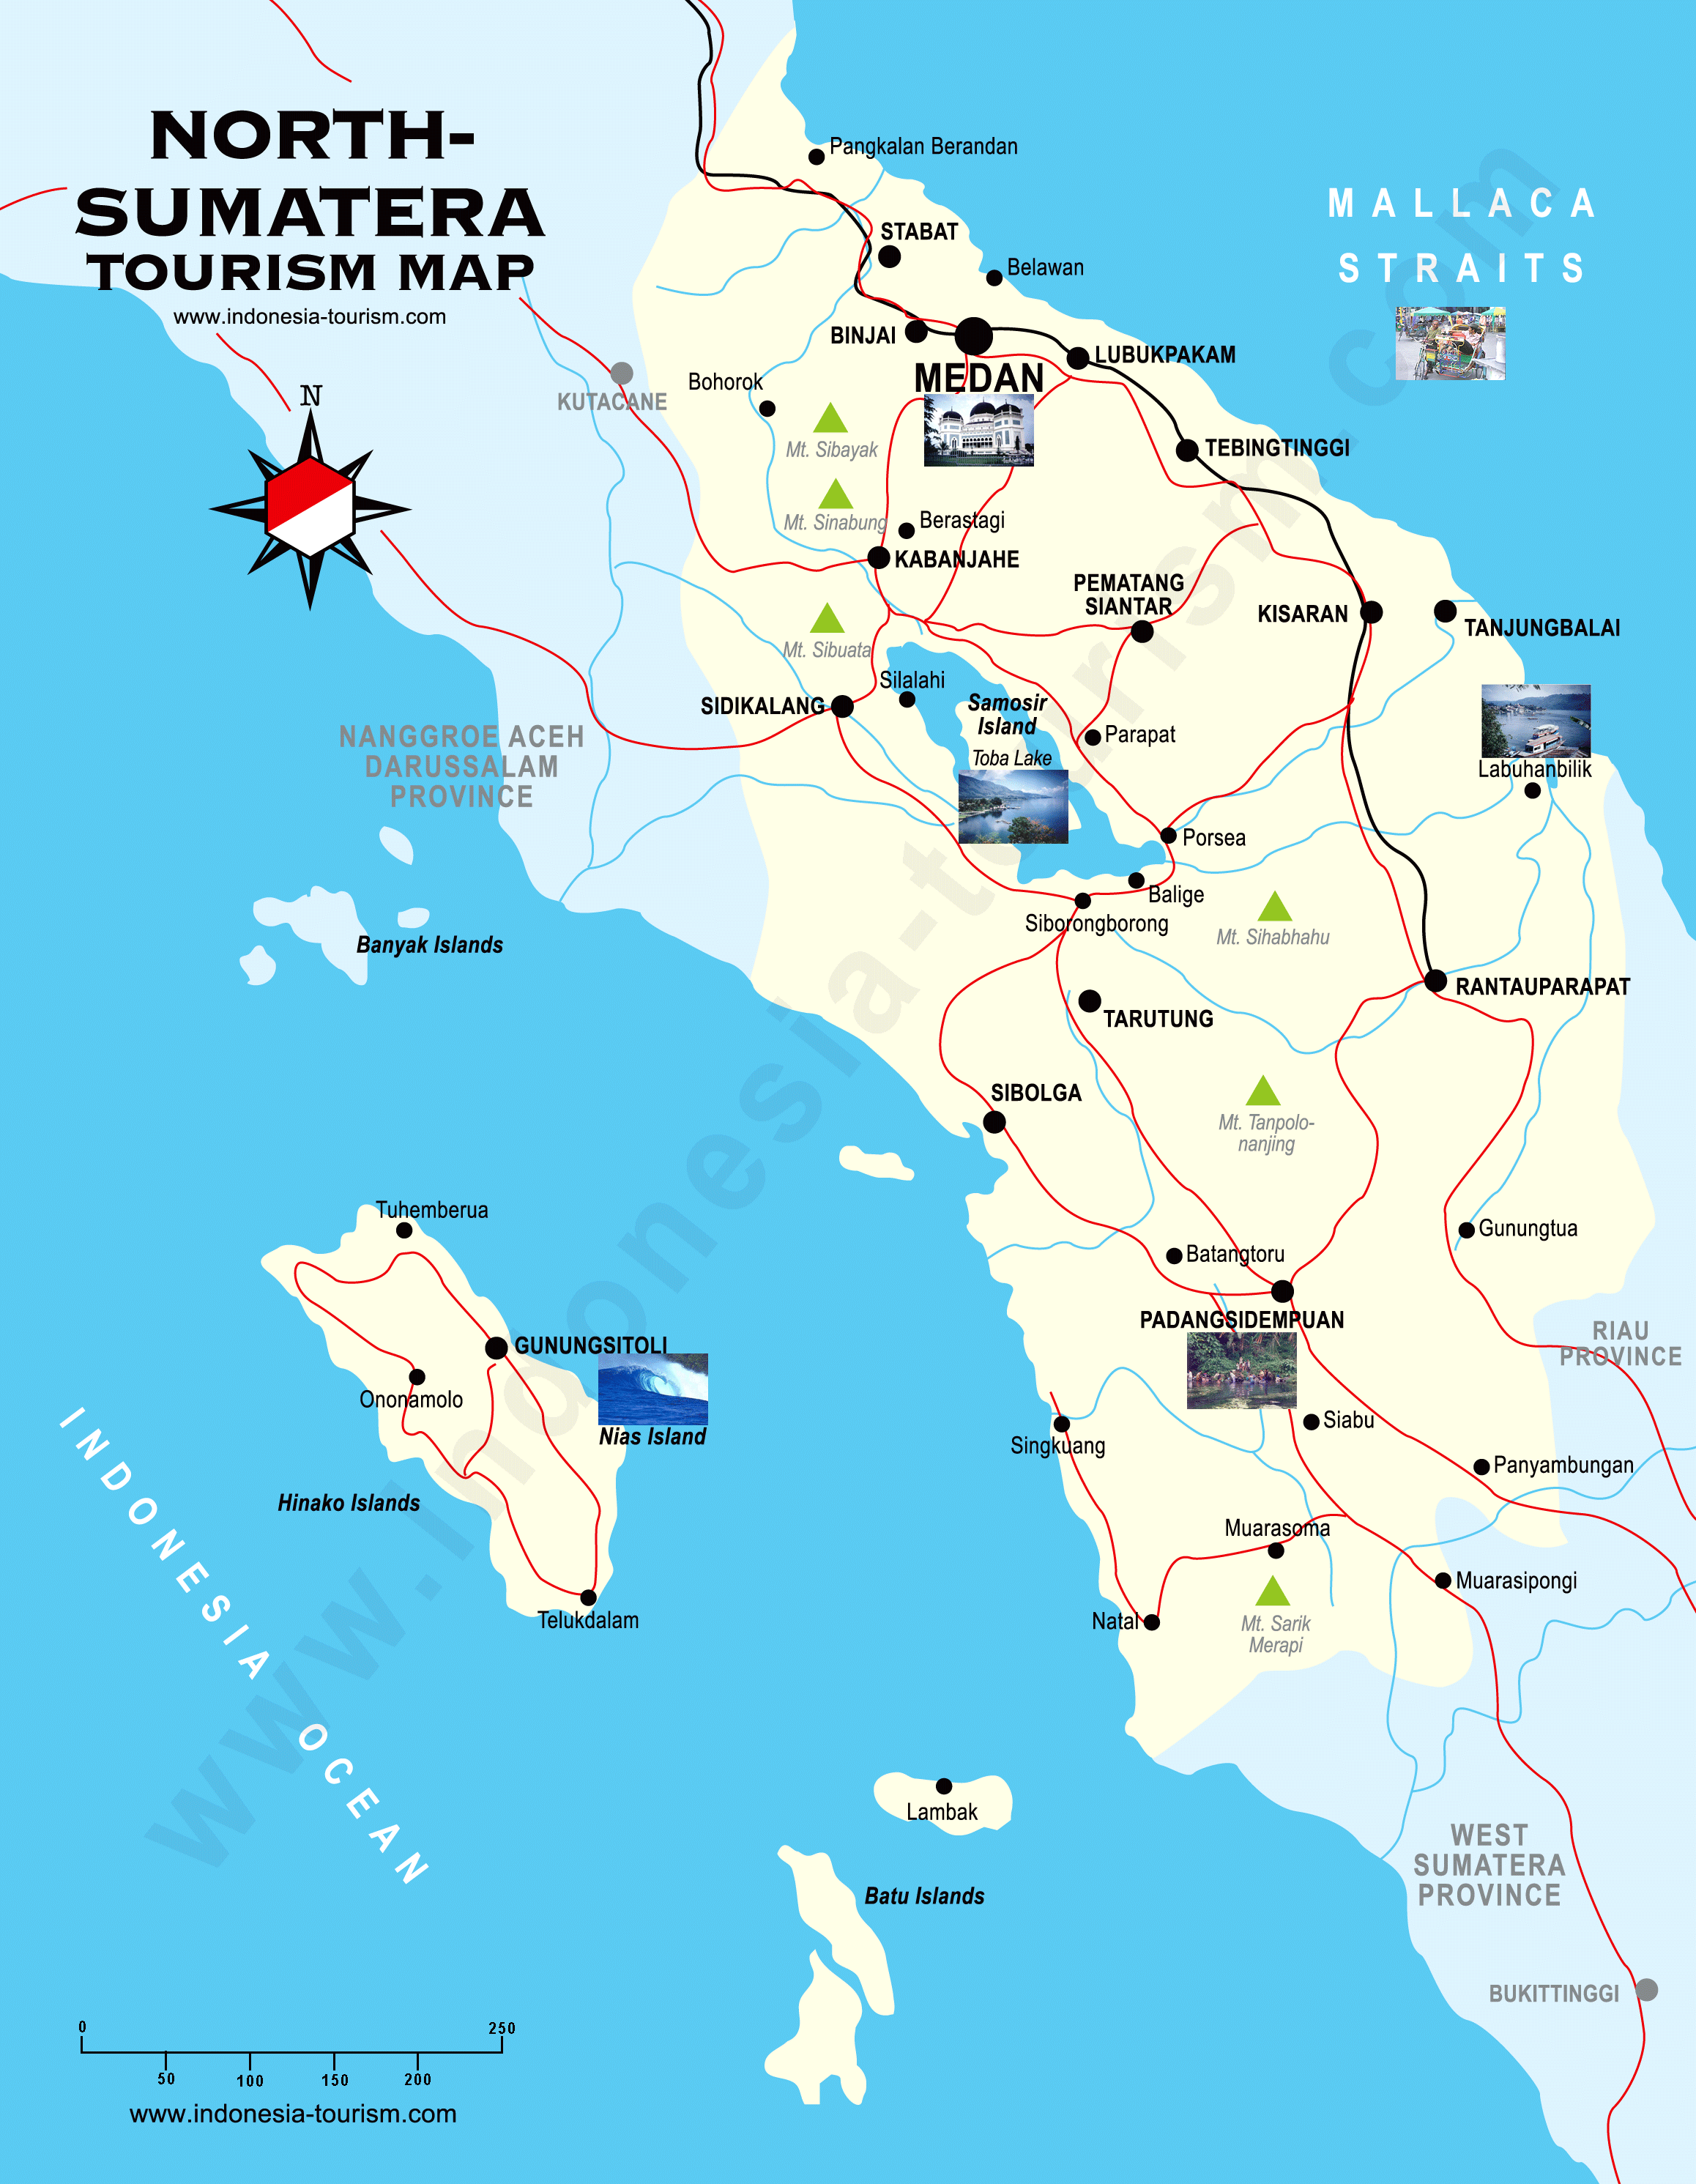 NORTH-
SUMATERA
TOURISM MAP
www.indonesia-tourism.com
N
MALLACA
STRAITS
Pangkalan Berandan
STABAT
Belawan
BINJAI
MEDAN
LUBUKPAKAM
KUTACANE
Bohorok
Mt. Sibayak
TEBINGTINGGI
Mt. Sinabung
Berastagi
KABANJAHE
PEMATANG
SIANTAR
KISARAN
TANJUNGBALAI
Mt. Sibuata
Silalahi
SIDIKALANG
Samosir
Island
Toba Lake
Parapat
NANGGROE ACEH
DARUSSALAM
PROVINCE
Labuhanbilik
Porsea
Balige
Siborongborong
Mt. Sihabhahu
Banyak Islands
RANTAUPARAPAT
TARUTUNG
SIBOLGA
Mt. Tanpolo-
nanjing
Tuhemberua
Gunungtua
Batangtoru
PADANGSIDEMPUAN
RIAU
PROVINCE
GUNUNGSITOLI
Ononamolo
Nias Island
Siabu
Singkuang
Panyambungan
Hinako Islands
Muarasoma
Muarasipongi
Telukdalam
Natal
Mt. Sarik
Merapi
INDONESIA OCEAN
Lambak
WEST
SUMATERA
PROVINCE
Batu Islands
BUKITTINGGI
0 250
50 100 150 200
www.indonesia-tourism.com
www.indonesia-tourism.com